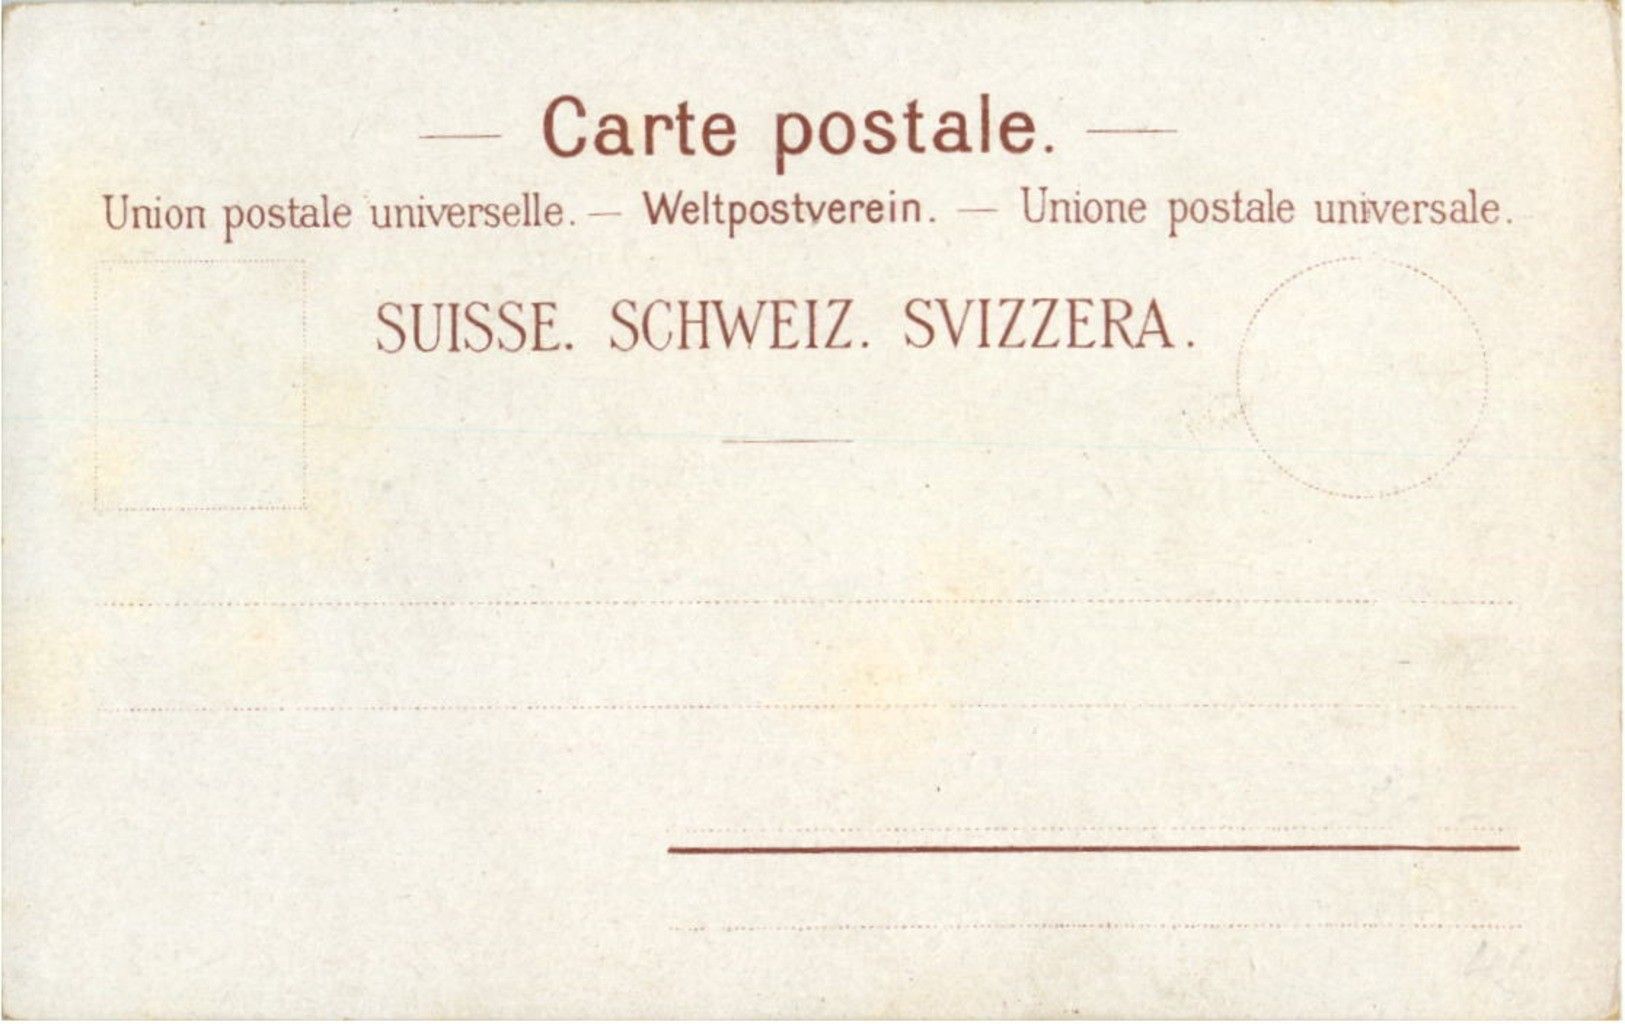 — Carte postale. —
Union postale universelle. — Weltpostverein. — Unione postale universale.
SUISSE. SCHWEIZ. SVIZZERA.